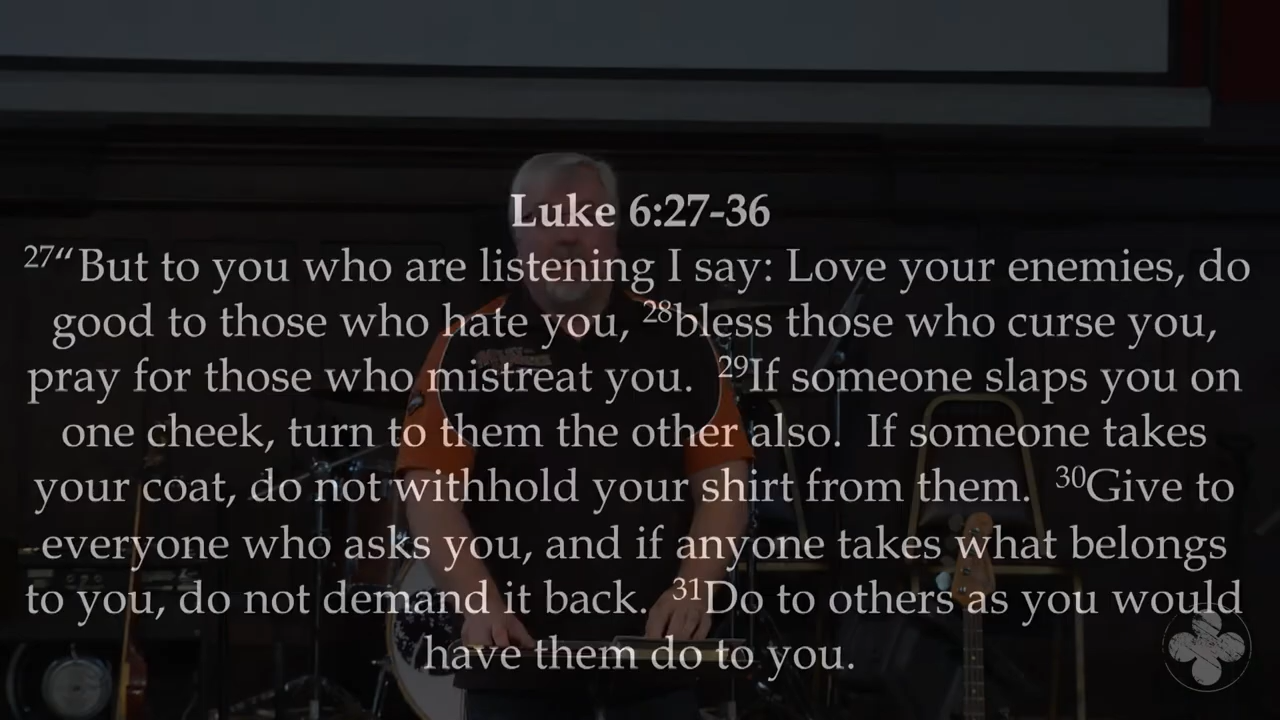 Luke 6:27-36
27“But to you who are listening I say: Love your enemies, do
good to those who hate you, 28bless those who curse you,
pray for those who mistreat you. 29If someone slaps you on
one cheek, turn to them the other also. If someone takes
your coat, do not withhold your shirt from them. 30Give to
everyone who asks you, and if anyone takes what belongs
to you, do not demand it back. 31Do to others as you would
have them do to you.